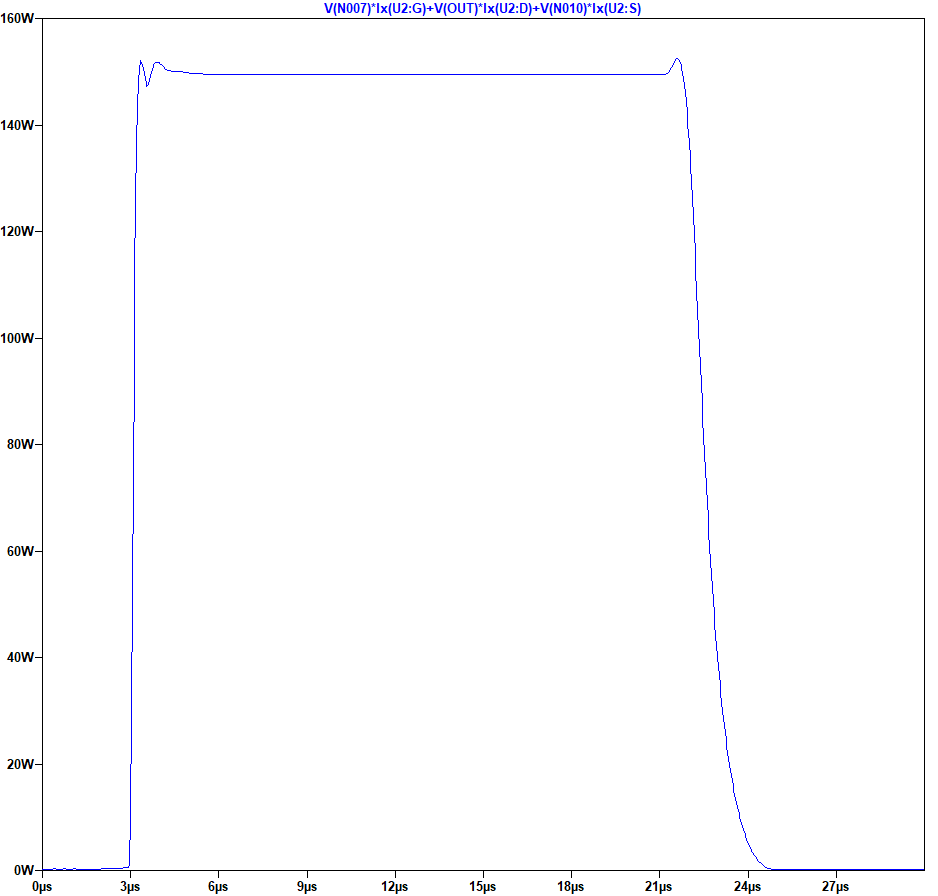 V(N007)*Ix(U2:G)+V(OUT)*Ix(U2:D)+V(N010)*Ix(U2:S)
160W
140W
120W
100W
80W
60W
40W
20W
0W
0µs 3µs 6µs 9µs 12µs 15µs 18µs 21µs 24µs 27µs